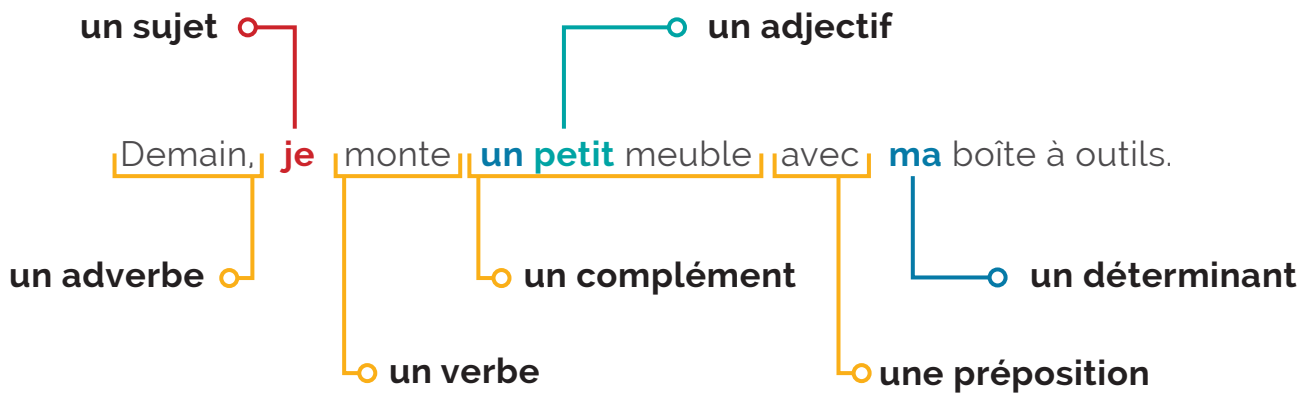 un sujet un adjectif
Demain, je monte un petit meuble avec ma boîte à outils.
un adverbe un complément un déterminant
un verbe une préposition